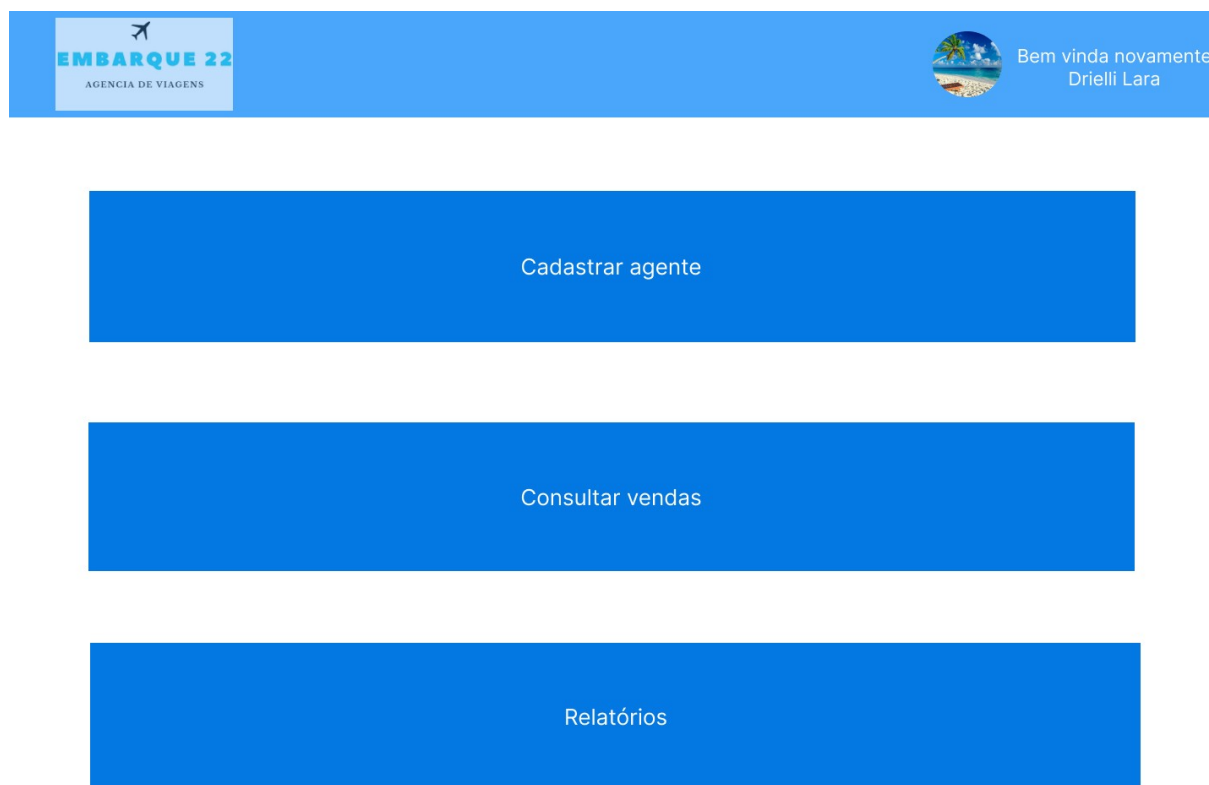 EMBARQUE 22
AGENCIA DE VIAGENS
Bem vinda novamente
Drielli Lara
Cadastrar agente
Consultar vendas
Relatórios